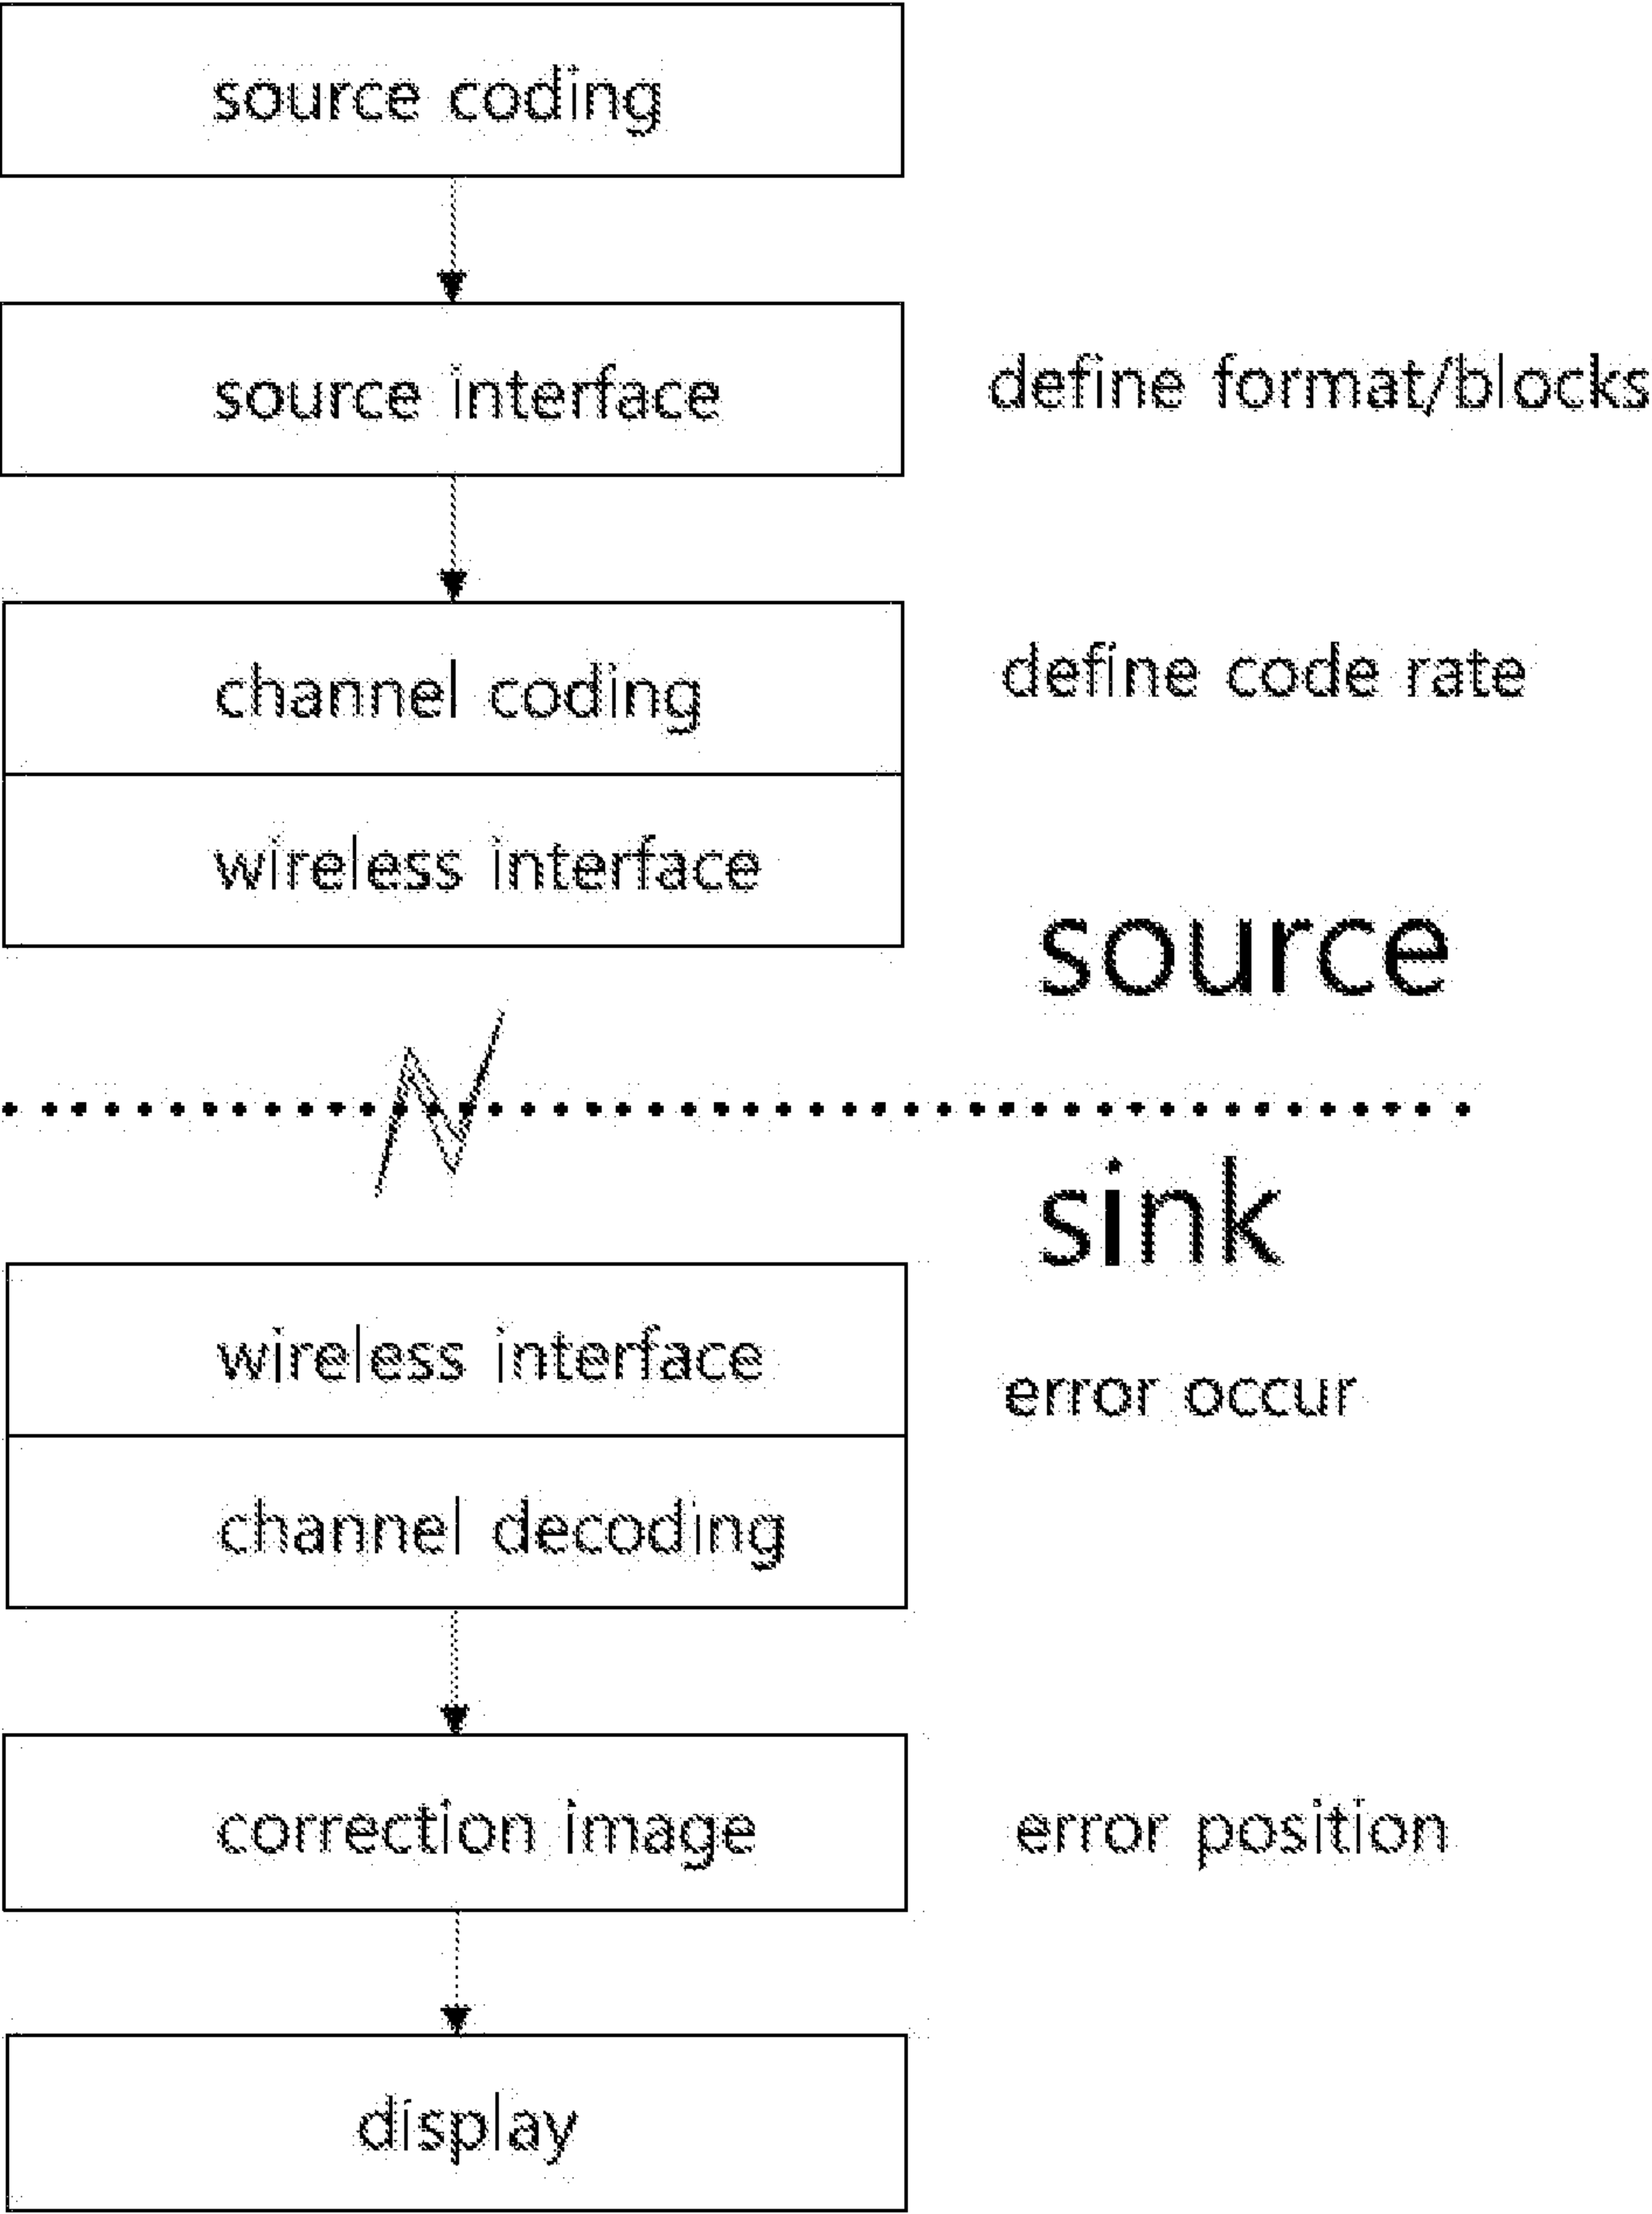 source coding
source interface
define format/blocks
channel coding
define code rate
wireless interface
source
sink
wireless interface
error occur
channel decoding
correction image
error position
display